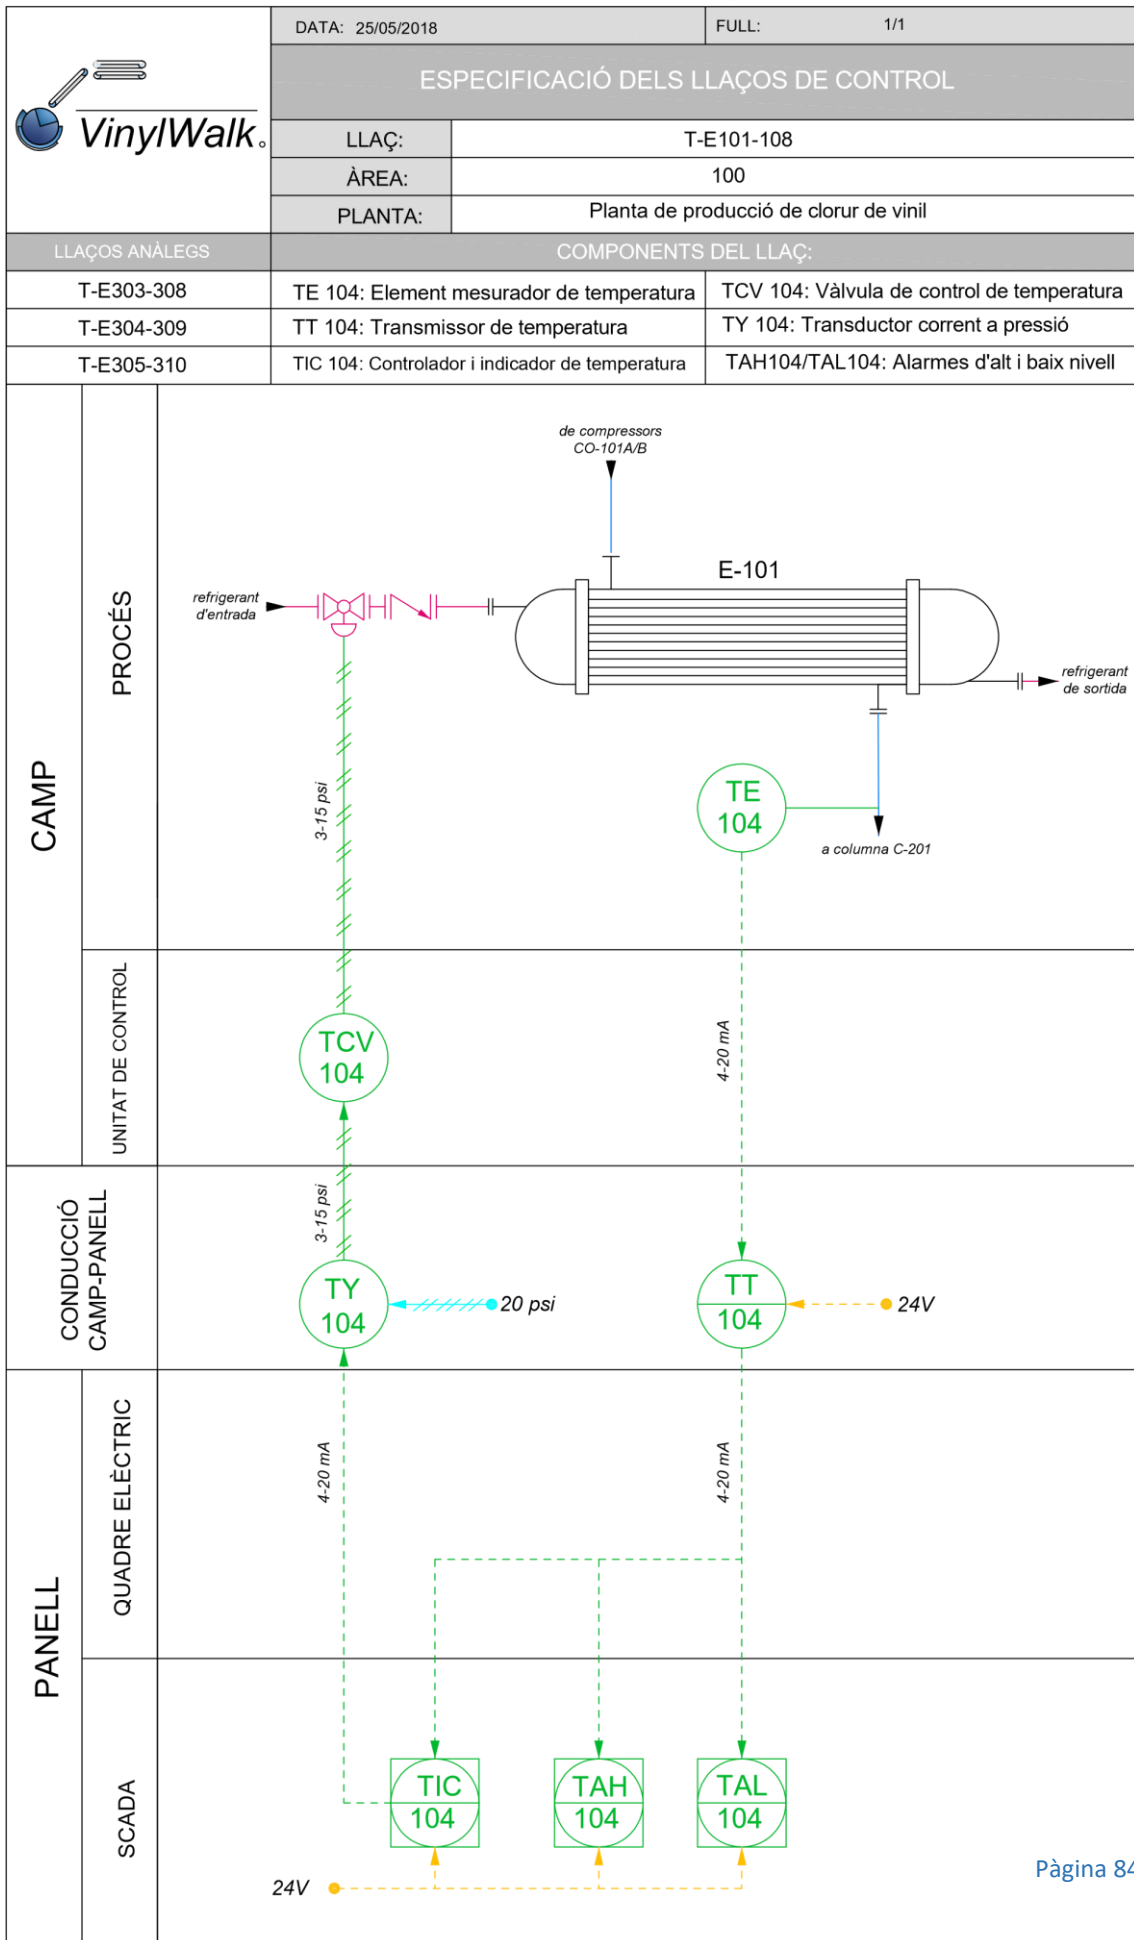 DATA: 25/05/2018
FULL: 1/1
VinylWalk
ESPECIFICACIÓ DELS LLAÇOS DE CONTROL
LLAÇ: T-E101-108
ÀREA: 100
PLANTA: Planta de producció de clorur de vinil
LLAÇOS ANÀLEGS
COMPONENTS DEL LLAÇ:
T-E303-308
TE 104: Element mesurador de temperatura
TCV 104: Vàlvula de control de temperatura
T-E304-309
TT 104: Transmissor de temperatura
TY 104: Transductor corrent a pressió
T-E305-310
TIC 104: Controlador i indicador de temperatura
TAH104/TAL104: Alarmes d'alt i baix nivell
CAMP
PROCÉS
de compressors
CO-101A/B
E-101
refrigerant
d'entrada
refrigerant
de sortida
3-15 psi
TE
104
a columna C-201
UNITAT DE CONTROL
TCV
104
4-20 mA
CONDUCCIÓ
CAMP-PANELL
3-15 psi
TY
104
20 psi
TT
104
24V
PANELL
QUADRE ELÈCTRIC
4-20 mA
4-20 mA
SCADA
TIC
104
TAH
104
TAL
104
24V
Pàgina 84